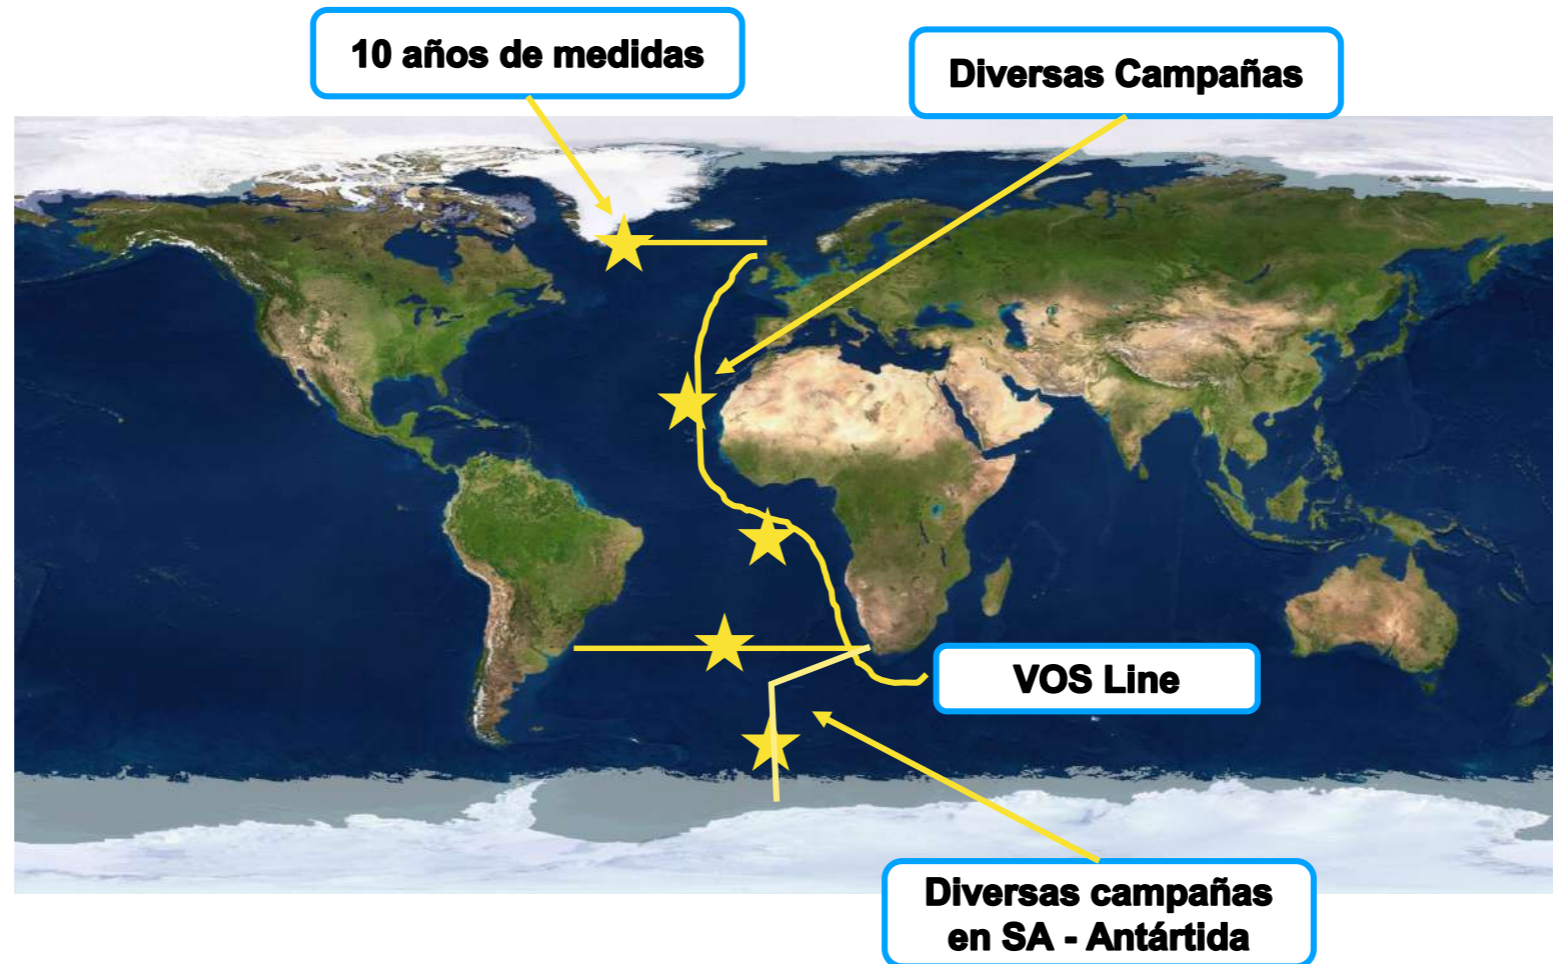 10 años de medidas
Diversas Campañas
VOS Line
Diversas campañas
en SA - Antártida